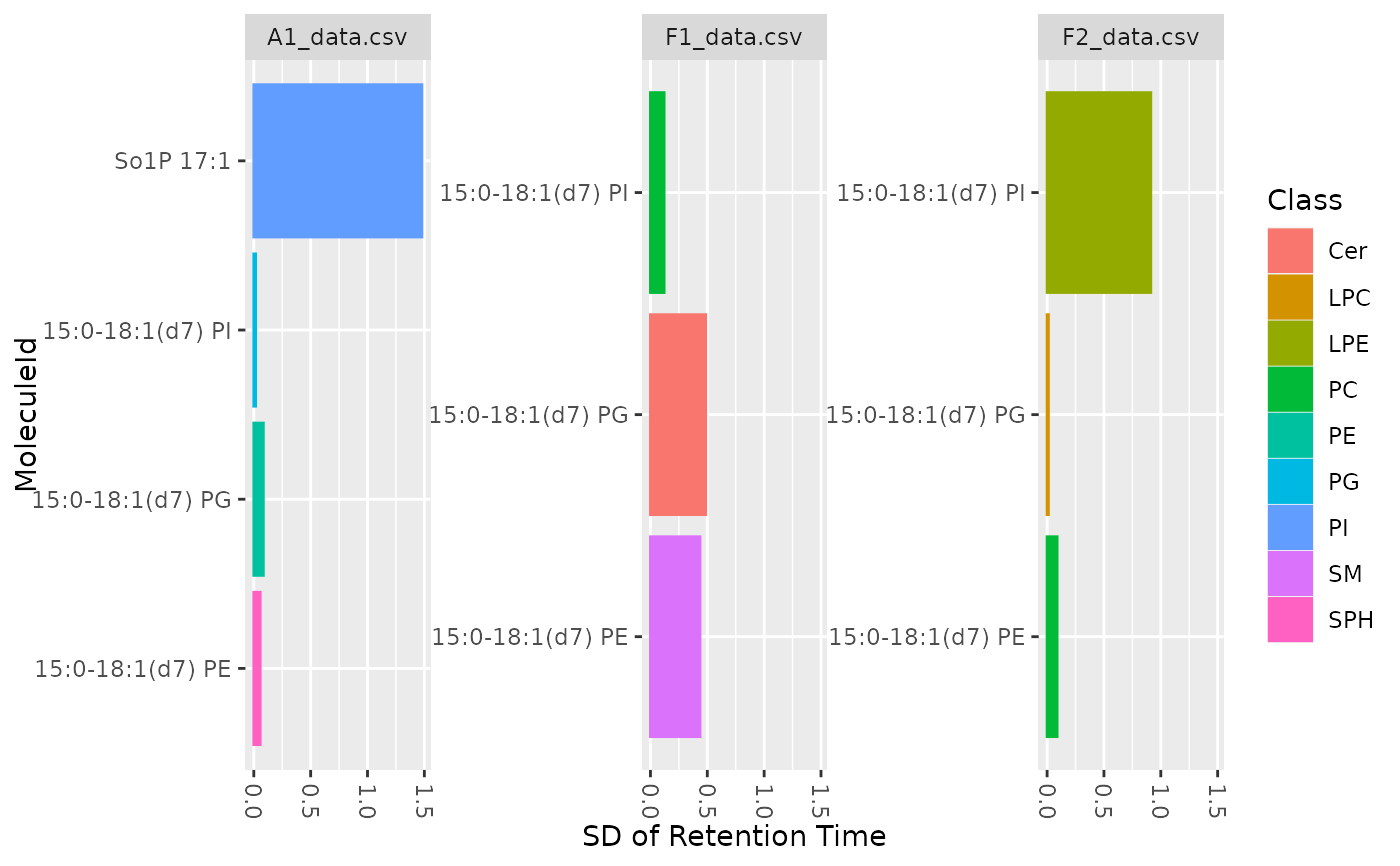 A1_data.csv
F1_data.csv
F2_data.csv
MoleculeId
So1P 17:1
15:0-18:1(d7) PI
15:0-18:1(d7) PG
15:0-18:1(d7) PE
15:0-18:1(d7) PI
15:0-18:1(d7) PG
15:0-18:1(d7) PE
15:0-18:1(d7) PI
15:0-18:1(d7) PG
15:0-18:1(d7) PE
0.0 0.5 1.0 1.5
0.0 0.5 1.0 1.5
0.0 0.5 1.0 1.5
SD of Retention Time
Class
Cer
LPC
LPE
PC
PE
PG
PI
SM
SPH